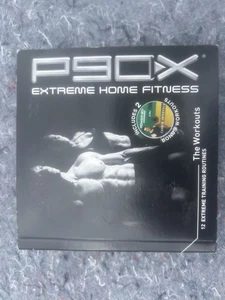 P90X
EXTREME HOME FITNESS
INCLUDES 2
BONUS WORKOUTS
The Workouts
12 EXTREME TRAINING ROUTINES